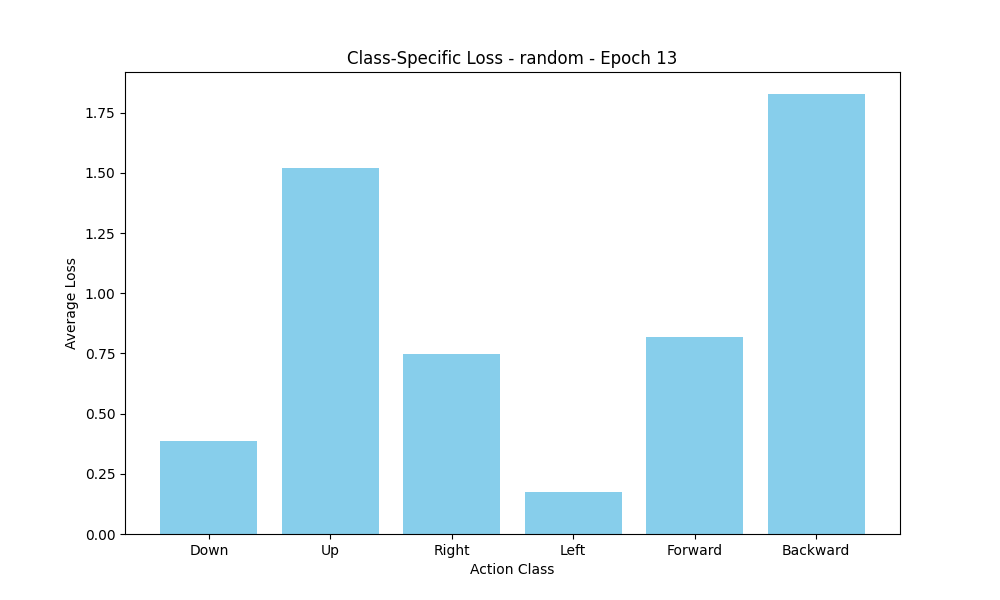 Class-Specific Loss - random - Epoch 13
1.75
1.50
1.25
1.00
0.75
0.50
0.25
0.00
Average Loss
Down Up Right Left Forward Backward
Action Class